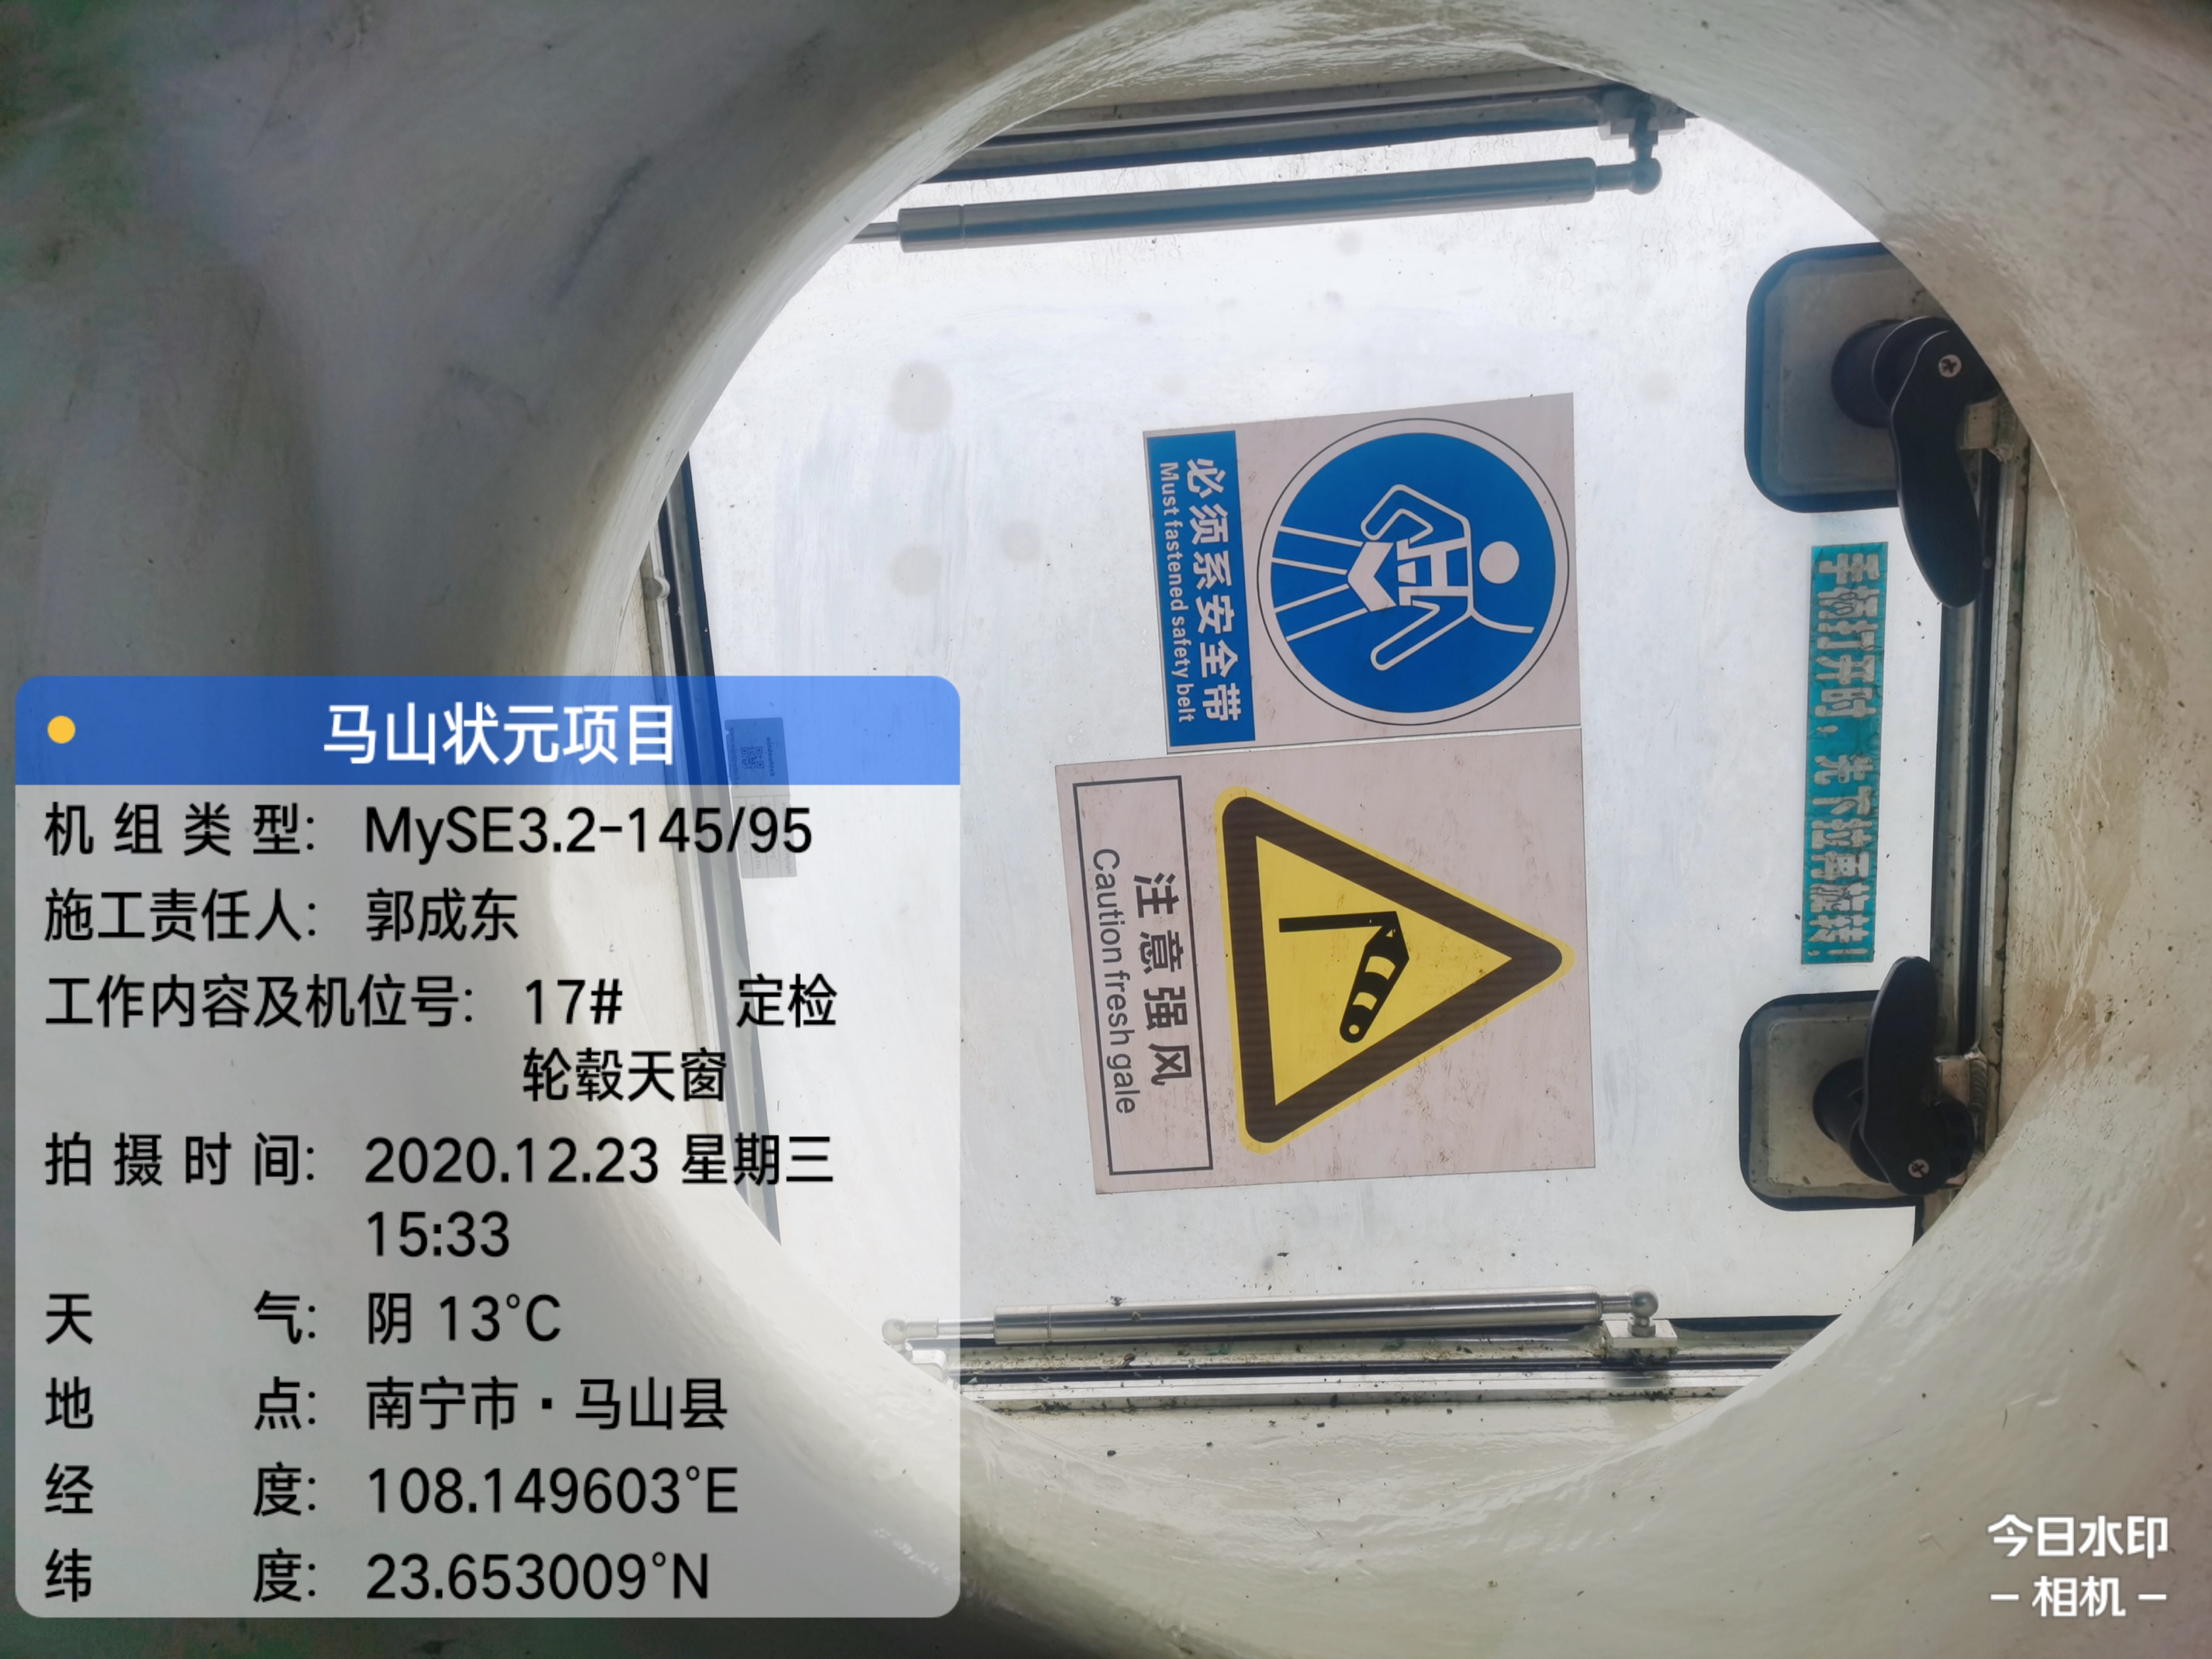 马山状元项目
机组类型: MySE3.2-145/95
施工责任人: 郭成东
工作内容及机位号: 17# 定检
轮毂天窗
拍摄时间: 2020.12.23 星期三
15:33
天气: 阴 13°C
地点: 南宁市·马山县
经度: 108.149603°E
纬度: 23.653009°N
必须系安全带
Must fastened safety belt
注意强风
Caution fresh gale
手柄打开时，先下拉再旋转！
今日水印
-相机-